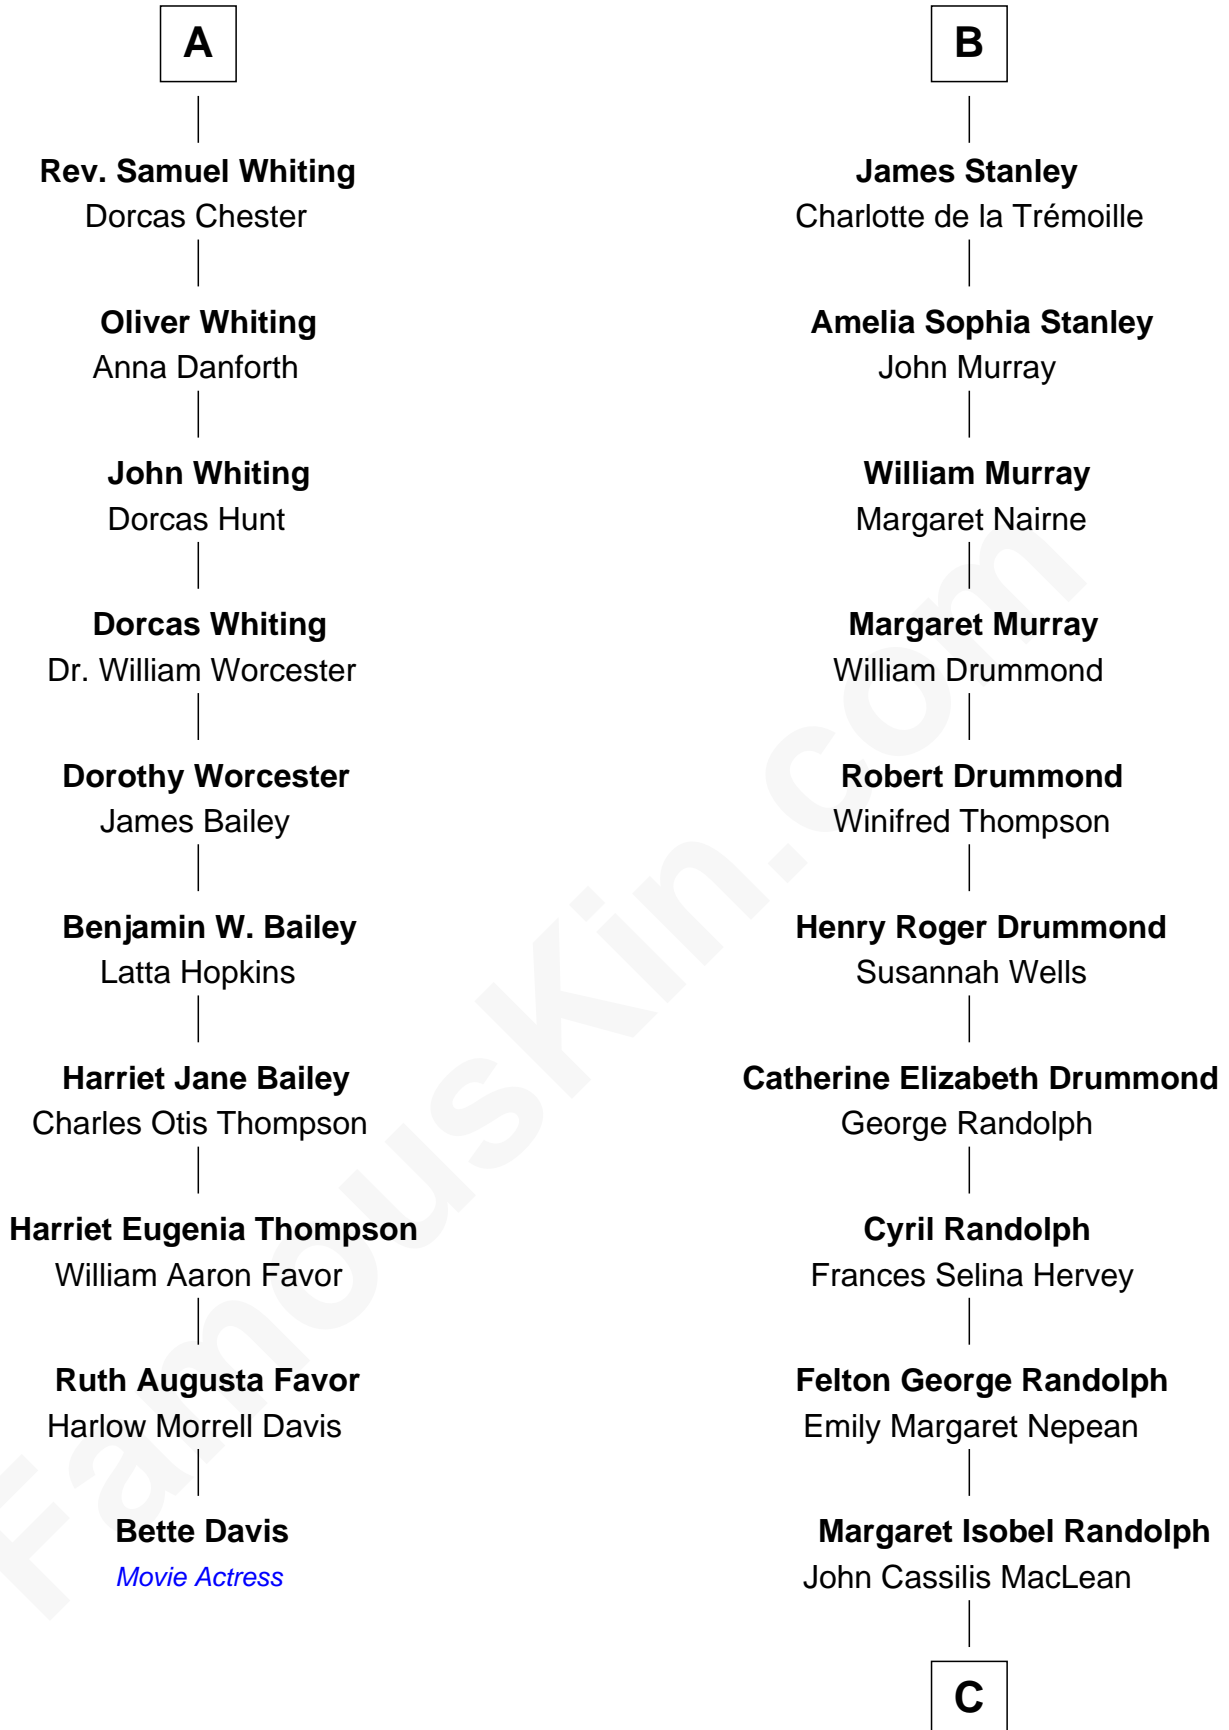 A
Rev. Samuel Whiting
Dorcas Chester
Oliver Whiting
Anna Danforth
John Whiting
Dorcas Hunt
Dorcas Whiting
Dr. William Worcester
Dorothy Worcester
James Bailey
Benjamin W. Bailey
Latta Hopkins
Harriet Jane Bailey
Charles Otis Thompson
Harriet Eugenia Thompson
William Aaron Favor
Ruth Augusta Favor
Harlow Morrell Davis
Bette Davis
Movie Actress
B
James Stanley
Charlotte de la Trémoille
Amelia Sophia Stanley
John Murray
William Murray
Margaret Nairne
Margaret Murray
William Drummond
Robert Drummond
Winifred Thompson
Henry Roger Drummond
Susannah Wells
Catherine Elizabeth Drummond
George Randolph
Cyril Randolph
Frances Selina Hervey
Felton George Randolph
Emily Margaret Nepean
Margaret Isobel Randolph
John Cassilis MacLean
C
FamousKin.com